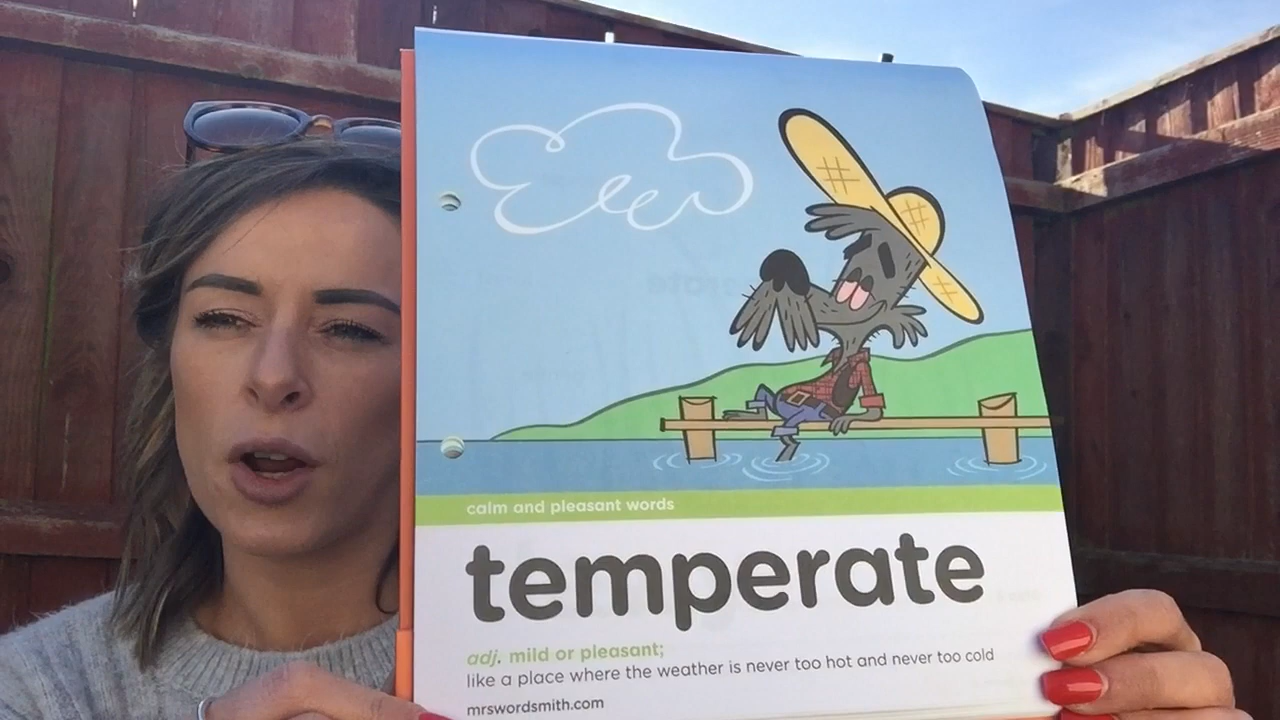 calm and pleasant words
temperate
adj. mild or pleasant;
like a place where the weather is never too hot and never too cold
mrswordsmith.com